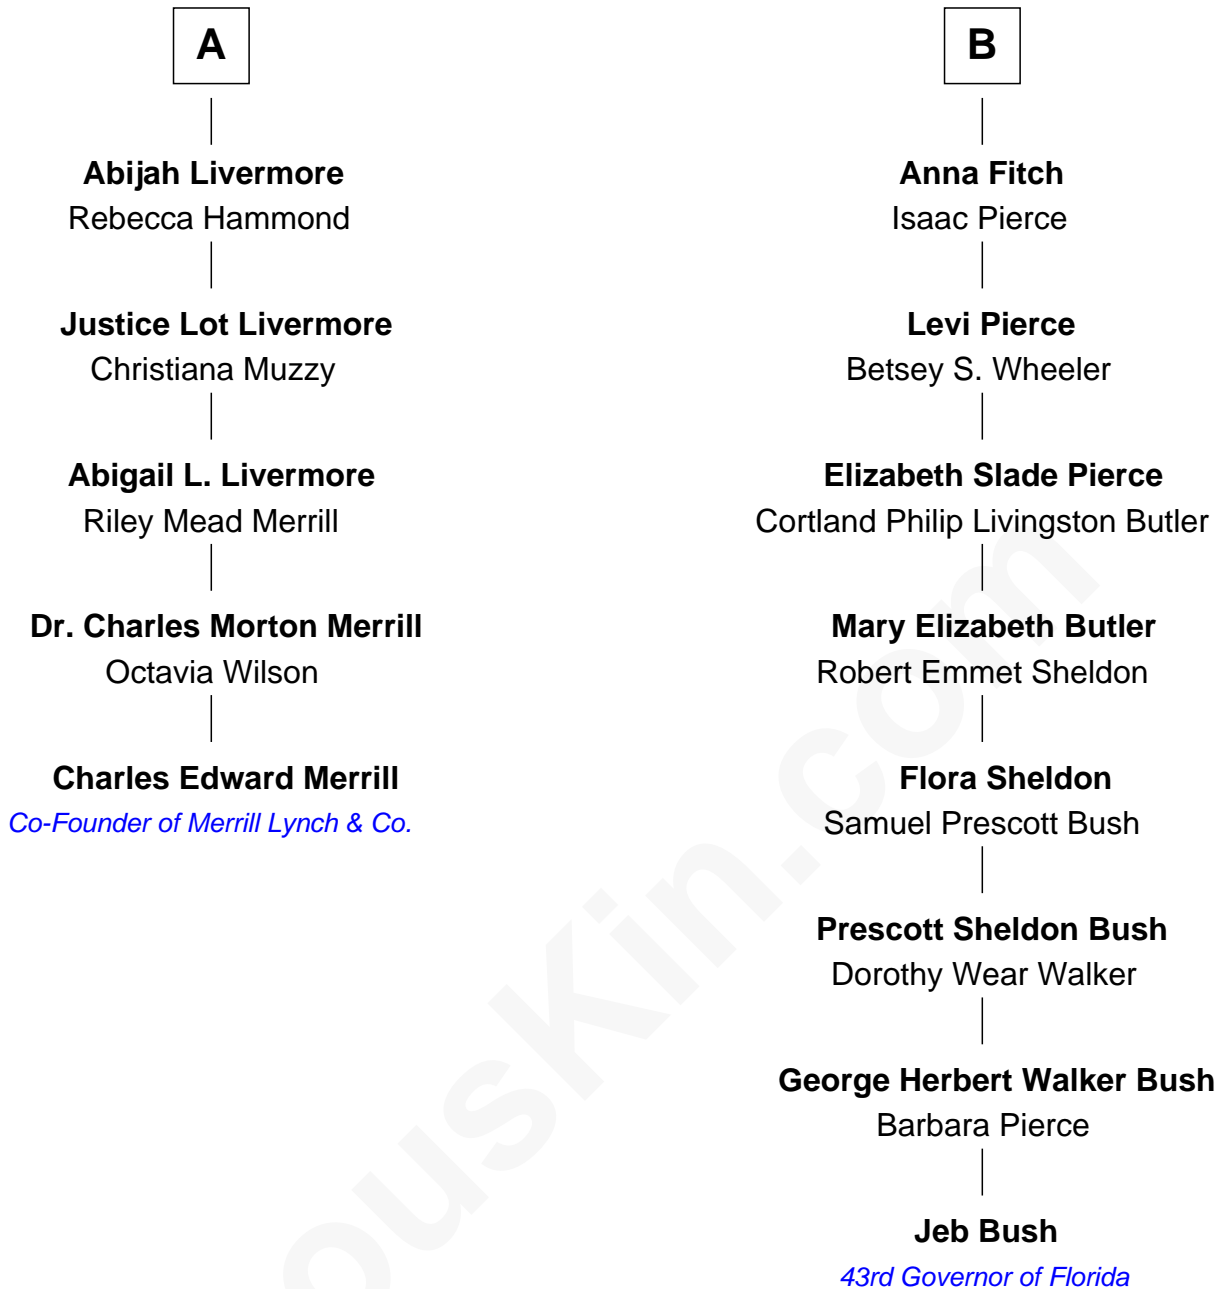 A
Abijah Livermore
Rebecca Hammond
Justice Lot Livermore
Christiana Muzzy
Abigail L. Livermore
Riley Mead Merrill
Dr. Charles Morton Merrill
Octavia Wilson
Charles Edward Merrill
Co-Founder of Merrill Lynch & Co.
B
Anna Fitch
Isaac Pierce
Levi Pierce
Betsey S. Wheeler
Elizabeth Slade Pierce
Cortland Philip Livingston Butler
Mary Elizabeth Butler
Robert Emmet Sheldon
Flora Sheldon
Samuel Prescott Bush
Prescott Sheldon Bush
Dorothy Wear Walker
George Herbert Walker Bush
Barbara Pierce
Jeb Bush
43rd Governor of Florida
ousKin.com